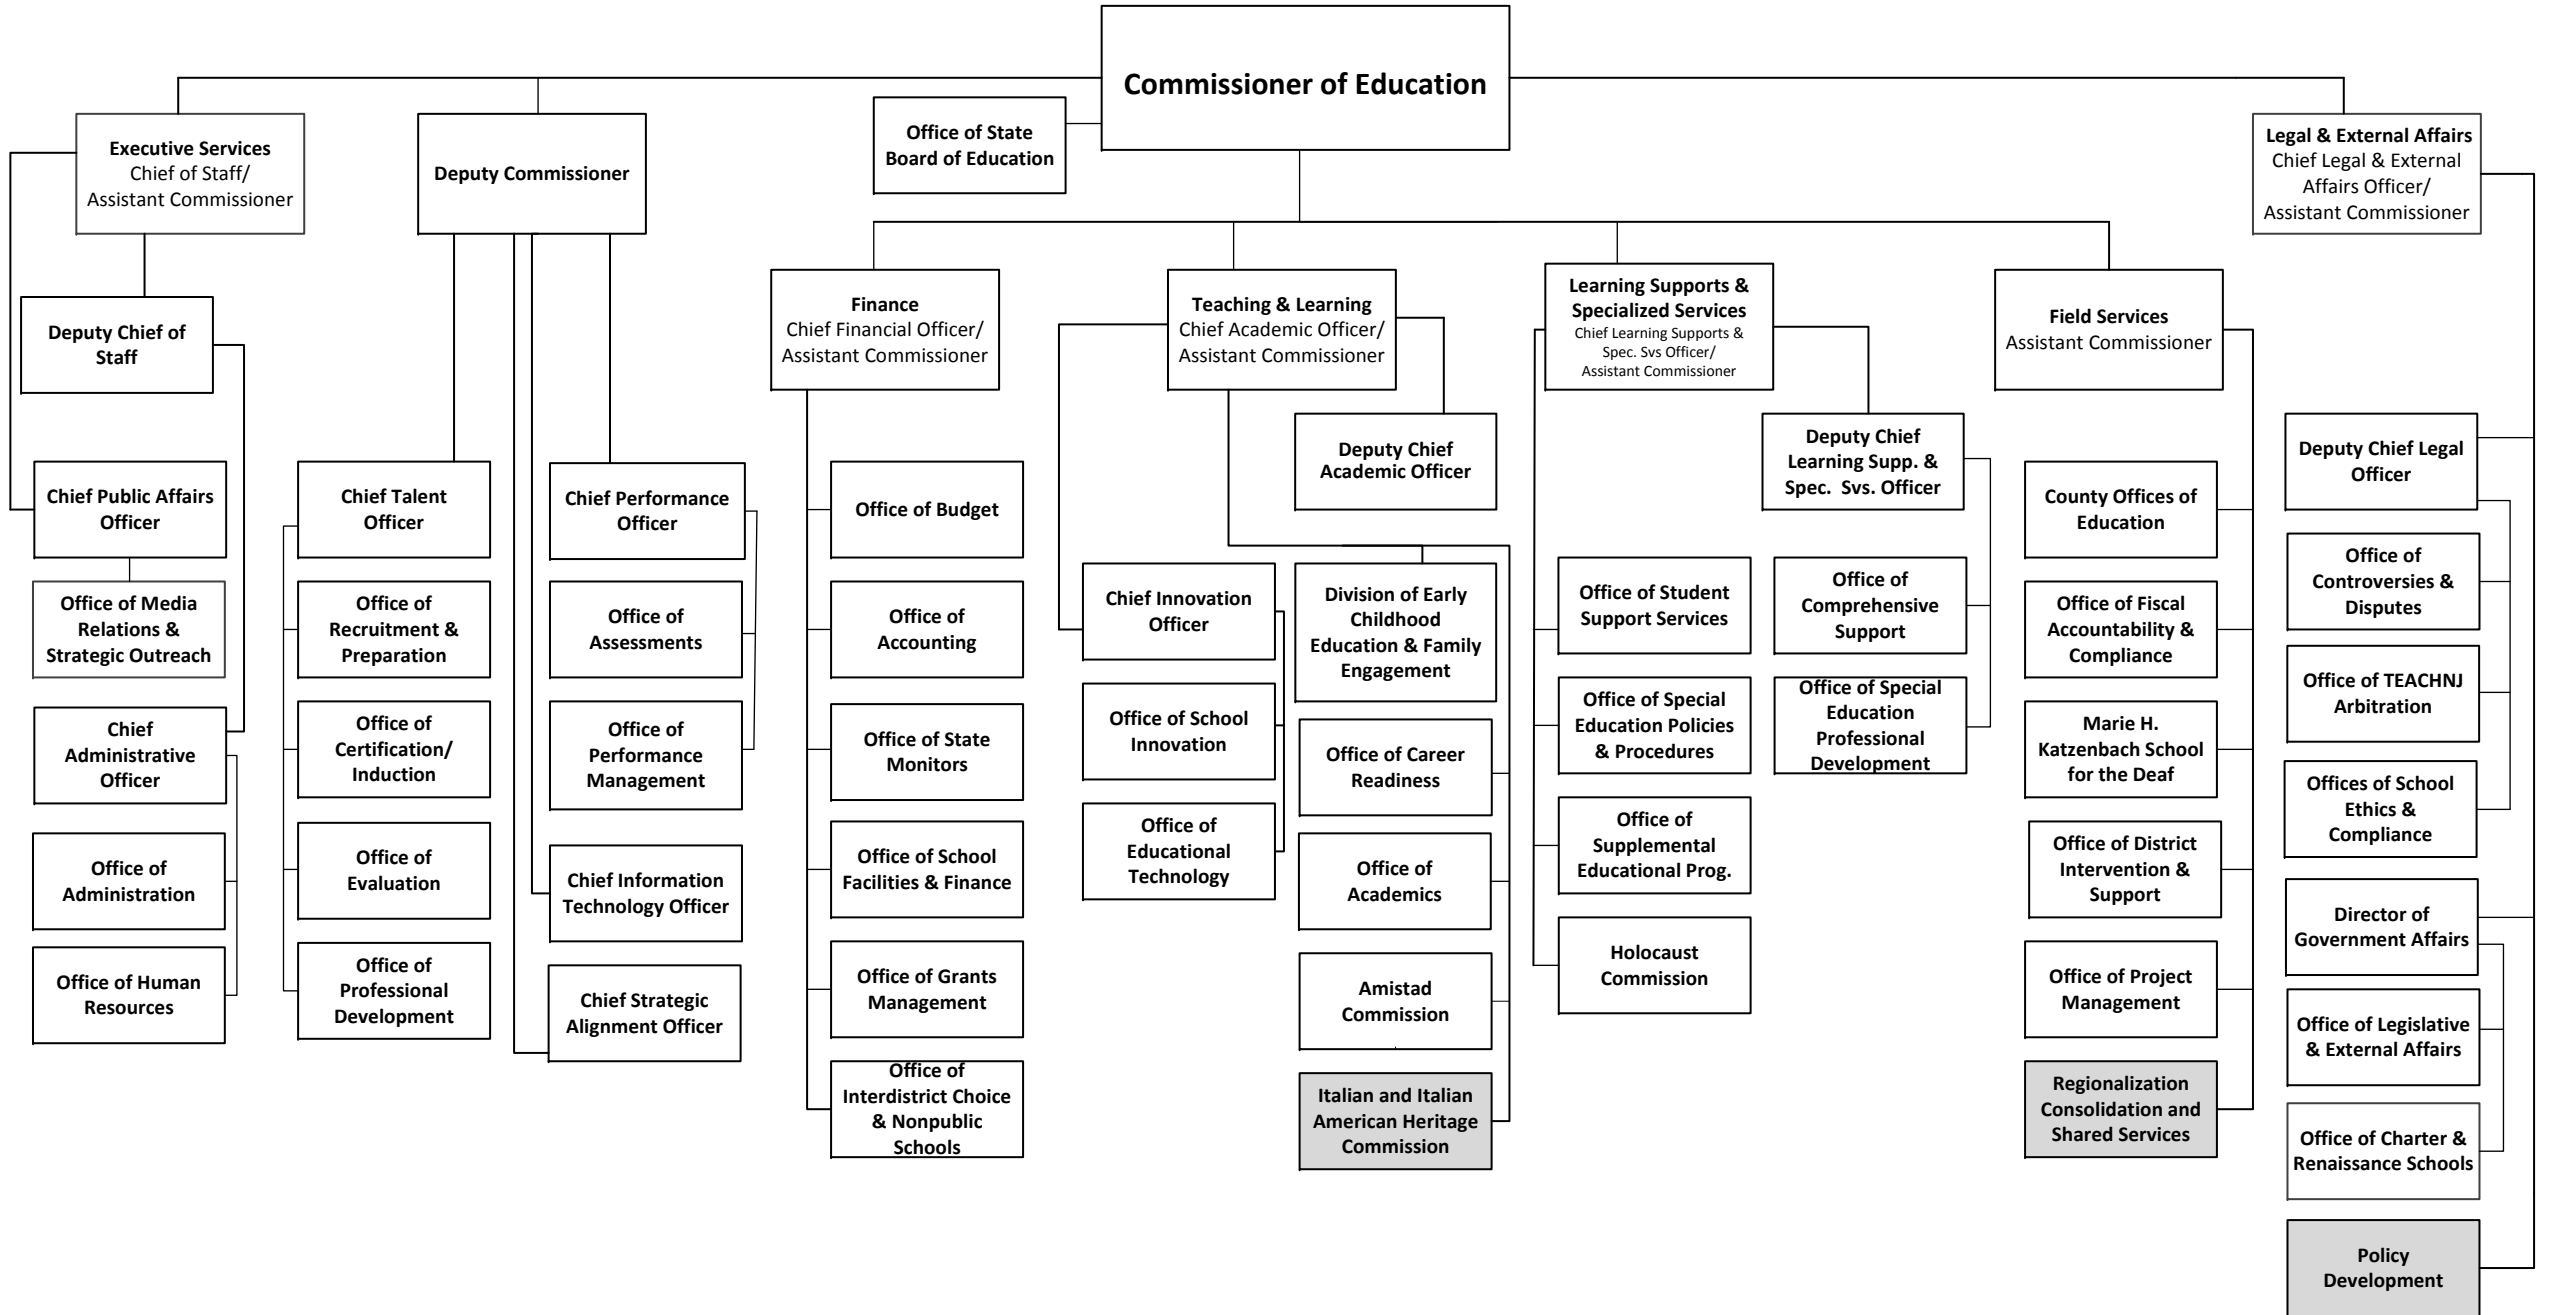 Commissioner of Education
Office of State
Board of Education
Executive Services
Chief of Staff/
Assistant Commissioner
Deputy Commissioner
Legal & External Affairs
Chief Legal & External
Affairs Officer/
Assistant Commissioner
Deputy Chief of
Staff
Chief Public Affairs
Officer
Office of Media
Relations &
Strategic Outreach
Chief
Administrative
Officer
Office of
Administration
Office of Human
Resources
Chief Talent
Officer
Office of
Recruitment &
Preparation
Office of
Certification/
Induction
Office of
Evaluation
Office of
Professional
Development
Chief Performance
Officer
Office of
Assessments
Office of
Performance
Management
Chief Information
Technology Officer
Chief Strategic
Alignment Officer
Finance
Chief Financial Officer/
Assistant Commissioner
Office of Budget
Office of
Accounting
Office of State
Monitors
Office of School
Facilities & Finance
Office of Grants
Management
Office of
Interdistrict Choice
& Nonpublic
Schools
Teaching & Learning
Chief Academic Officer/
Assistant Commissioner
Deputy Chief
Academic Officer
Chief Innovation
Officer
Office of School
Innovation
Office of
Educational
Technology
Division of Early
Childhood
Education & Family
Engagement
Office of Career
Readiness
Office of
Academics
Amistad
Commission
Italian and Italian
American Heritage
Commission
Learning Supports &
Specialized Services
Chief Learning Supports &
Spec. Svs Officer/
Assistant Commissioner
Deputy Chief
Learning Supp. &
Spec. Svs. Officer
Office of Student
Support Services
Office of Special
Education Policies
& Procedures
Office of
Supplemental
Educational Prog.
Holocaust
Commission
Office of
Comprehensive
Support
Office of Special
Education
Professional
Development
Field Services
Assistant Commissioner
County Offices of
Education
Office of Fiscal
Accountability &
Compliance
Marie H.
Katzenbach School
for the Deaf
Office of District
Intervention &
Support
Office of Project
Management
Regionalization
Consolidation and
Shared Services
Deputy Chief Legal
Officer
Office of
Controversies &
Disputes
Office of TEACHNJ
Arbitration
Offices of School
Ethics &
Compliance
Director of
Government Affairs
Office of Legislative
& External Affairs
Office of Charter &
Renaissance Schools
Policy
Development